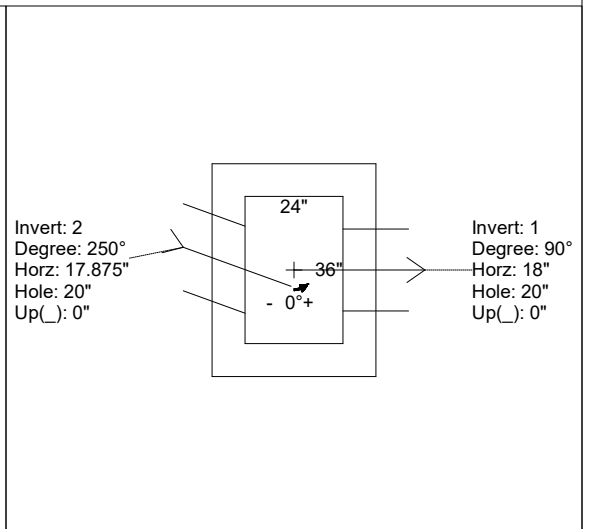 24"
Invert: 2
Degree: 250°
Horz: 17.875"
Hole: 20"
Up(_): 0"
36"
- 0°+
Invert: 1
Degree: 90°
Horz: 18"
Hole: 20"
Up(_): 0"